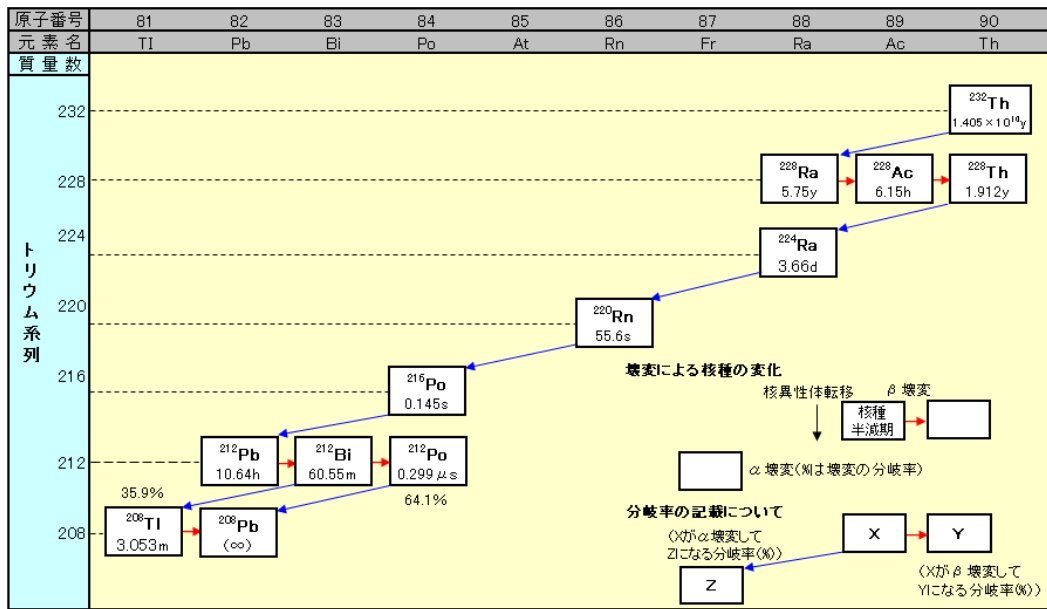 原子番号 81 82 83 84 85 86 87 88 89 90
元素名 TI Pb Bi Po At Rn Fr Ra Ac Th
質量数
トリウム系列
232
²³²Th
1.405×10¹⁰y
228
²²⁸Ra ²²⁸Ac ²²⁸Th
5.75y 6.15h 1.912y
224
²²⁴Ra
3.66d
220
²²⁰Rn
55.6s
216
²¹⁶Po
0.145s
212
²¹²Pb ²¹²Bi ²¹²Po
10.64h 60.55m 0.299μs
35.9% 64.1%
208
²⁰⁸TI ²⁰⁸Pb
3.053m (∞)
壊変による核種の変化
核異性体転移 β壊変
核種
半減期
α壊変(%は壊変の分岐率)
分岐率の記載について
(Xがα壊変して
Zになる分岐率(%))
X Y
Z
(Xがβ壊変して
Yになる分岐率(%))